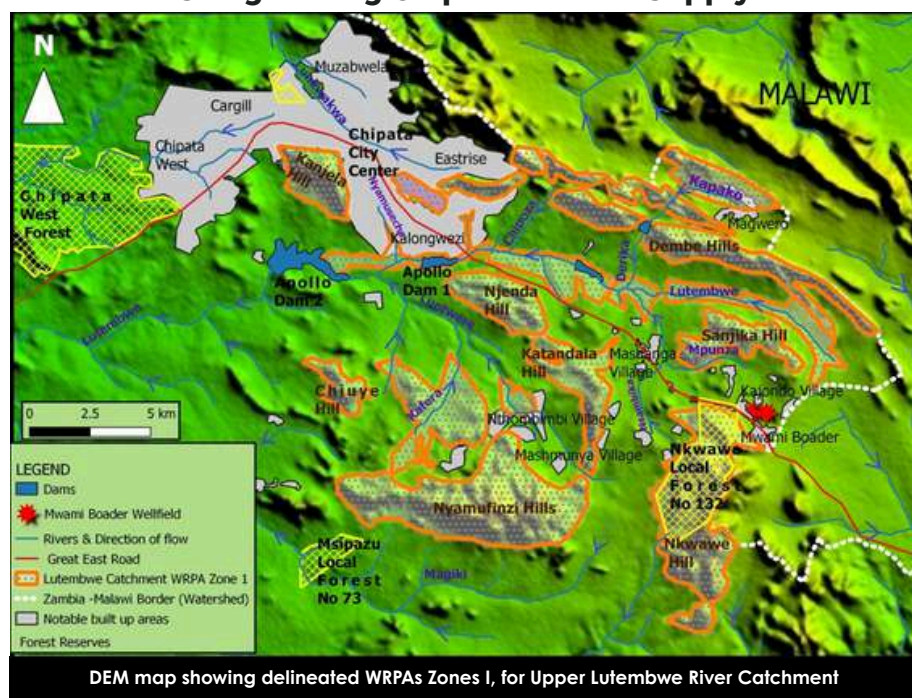 N
MALAWI
Muzabwela
Cargill
Chipata
West
Chipata
City
Center
Eastrise
Kanjela
Hill
Chipata
West
Forest
Kapako
Magwero
Dembe Hills
Kalongwezi
Apollo
Dam 1
Apollo
Dam 2
Lutembwe
Lutembwe
Njenda
Hill
Sanjika Hill
Mpunza
Katandala
Hill
Mashanga
Village
Chiuye
Hill
Kajondo Village
Nthombimbi Village
Mwami Boader
Mashmunya Village
Nkwawe
Local
Forest
No 132
Nyamufinzi Hills
Nkwawe
Hill
Msipazu
Local
Forest
No 73
Magiki
0 2.5 5 km
LEGEND
Dams
Mwami Boader Wellfield
Rivers & Direction of flow
Great East Road
Lutembwe Catchment WRPA Zone 1
Zambia -Malawi Border (Watershed)
Notable built up areas
Forest Reserves
DEM map showing delineated WRPAs Zones I, for Upper Lutembwe River Catchment